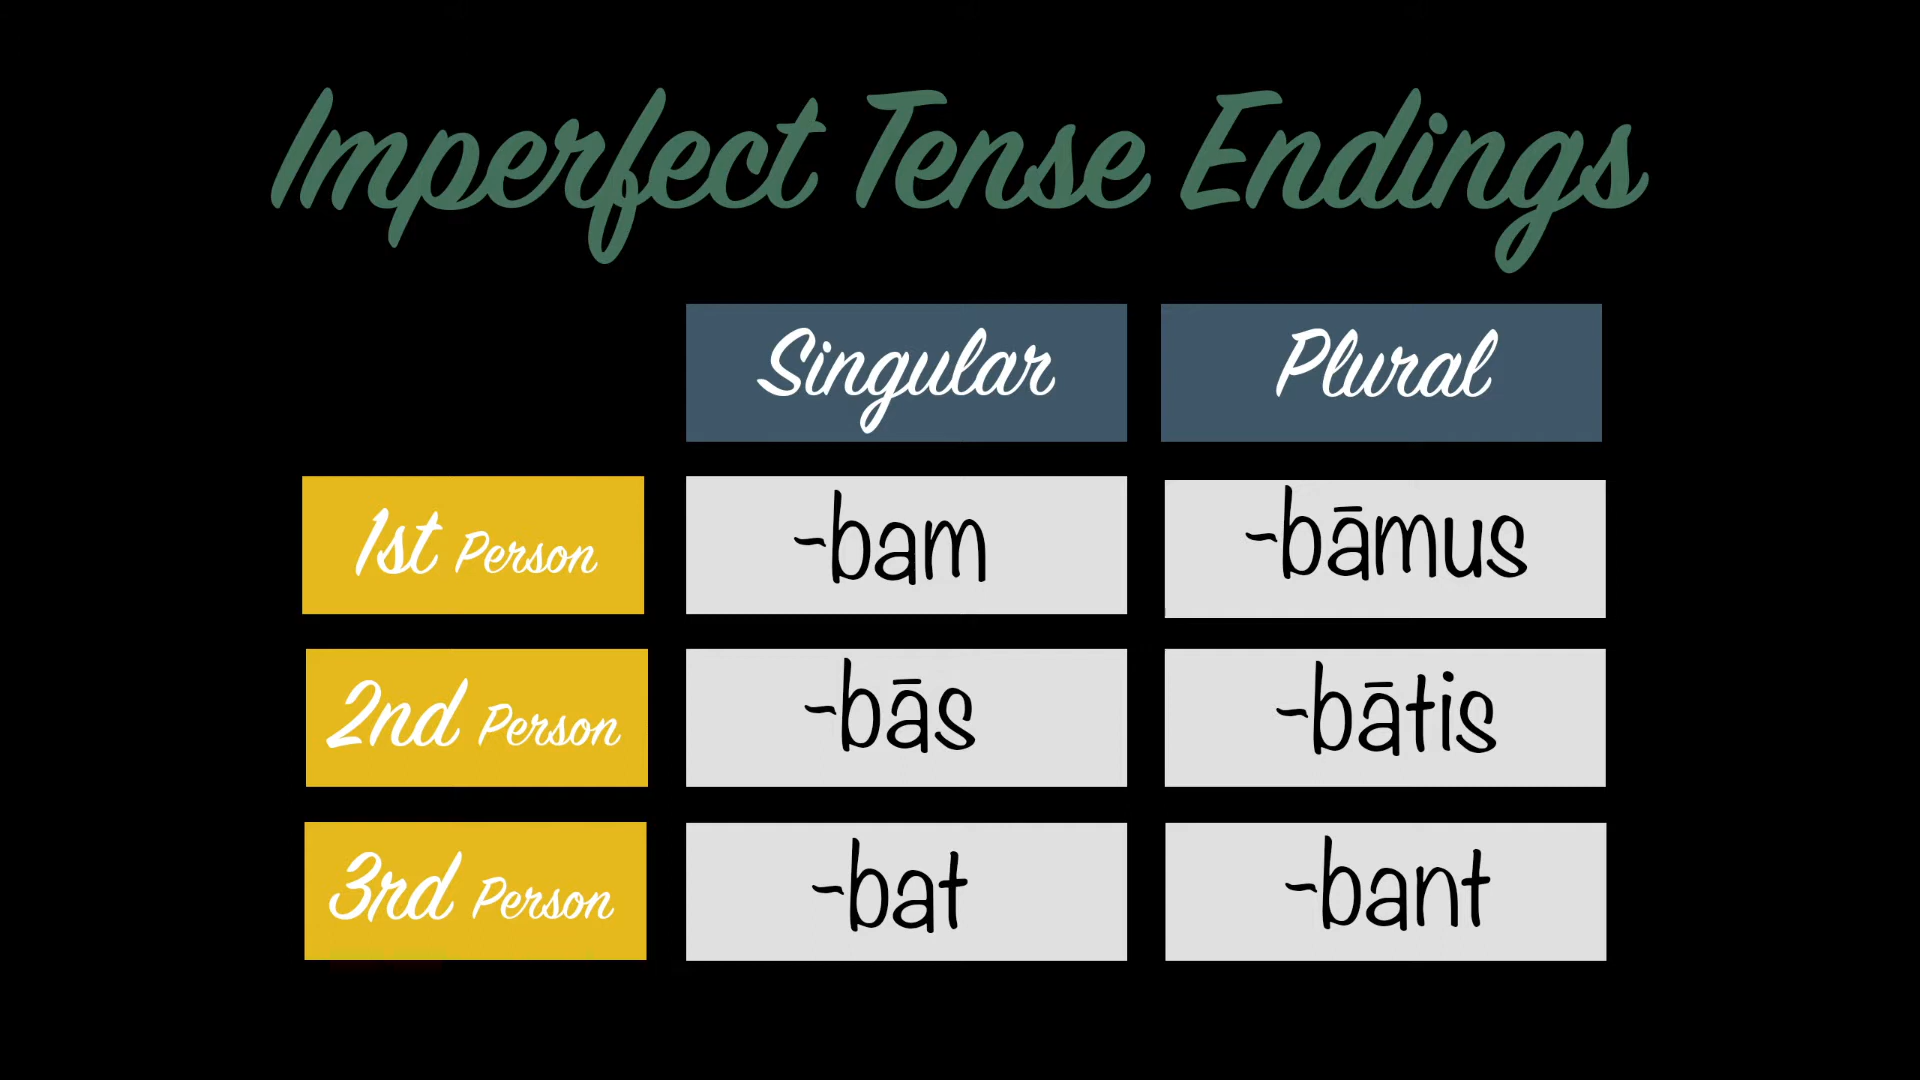 Imperfect Tense Endings
Singular Plural
1st Person -bam -bāmus
2nd Person -bās -bātis
3rd Person -bat -bant